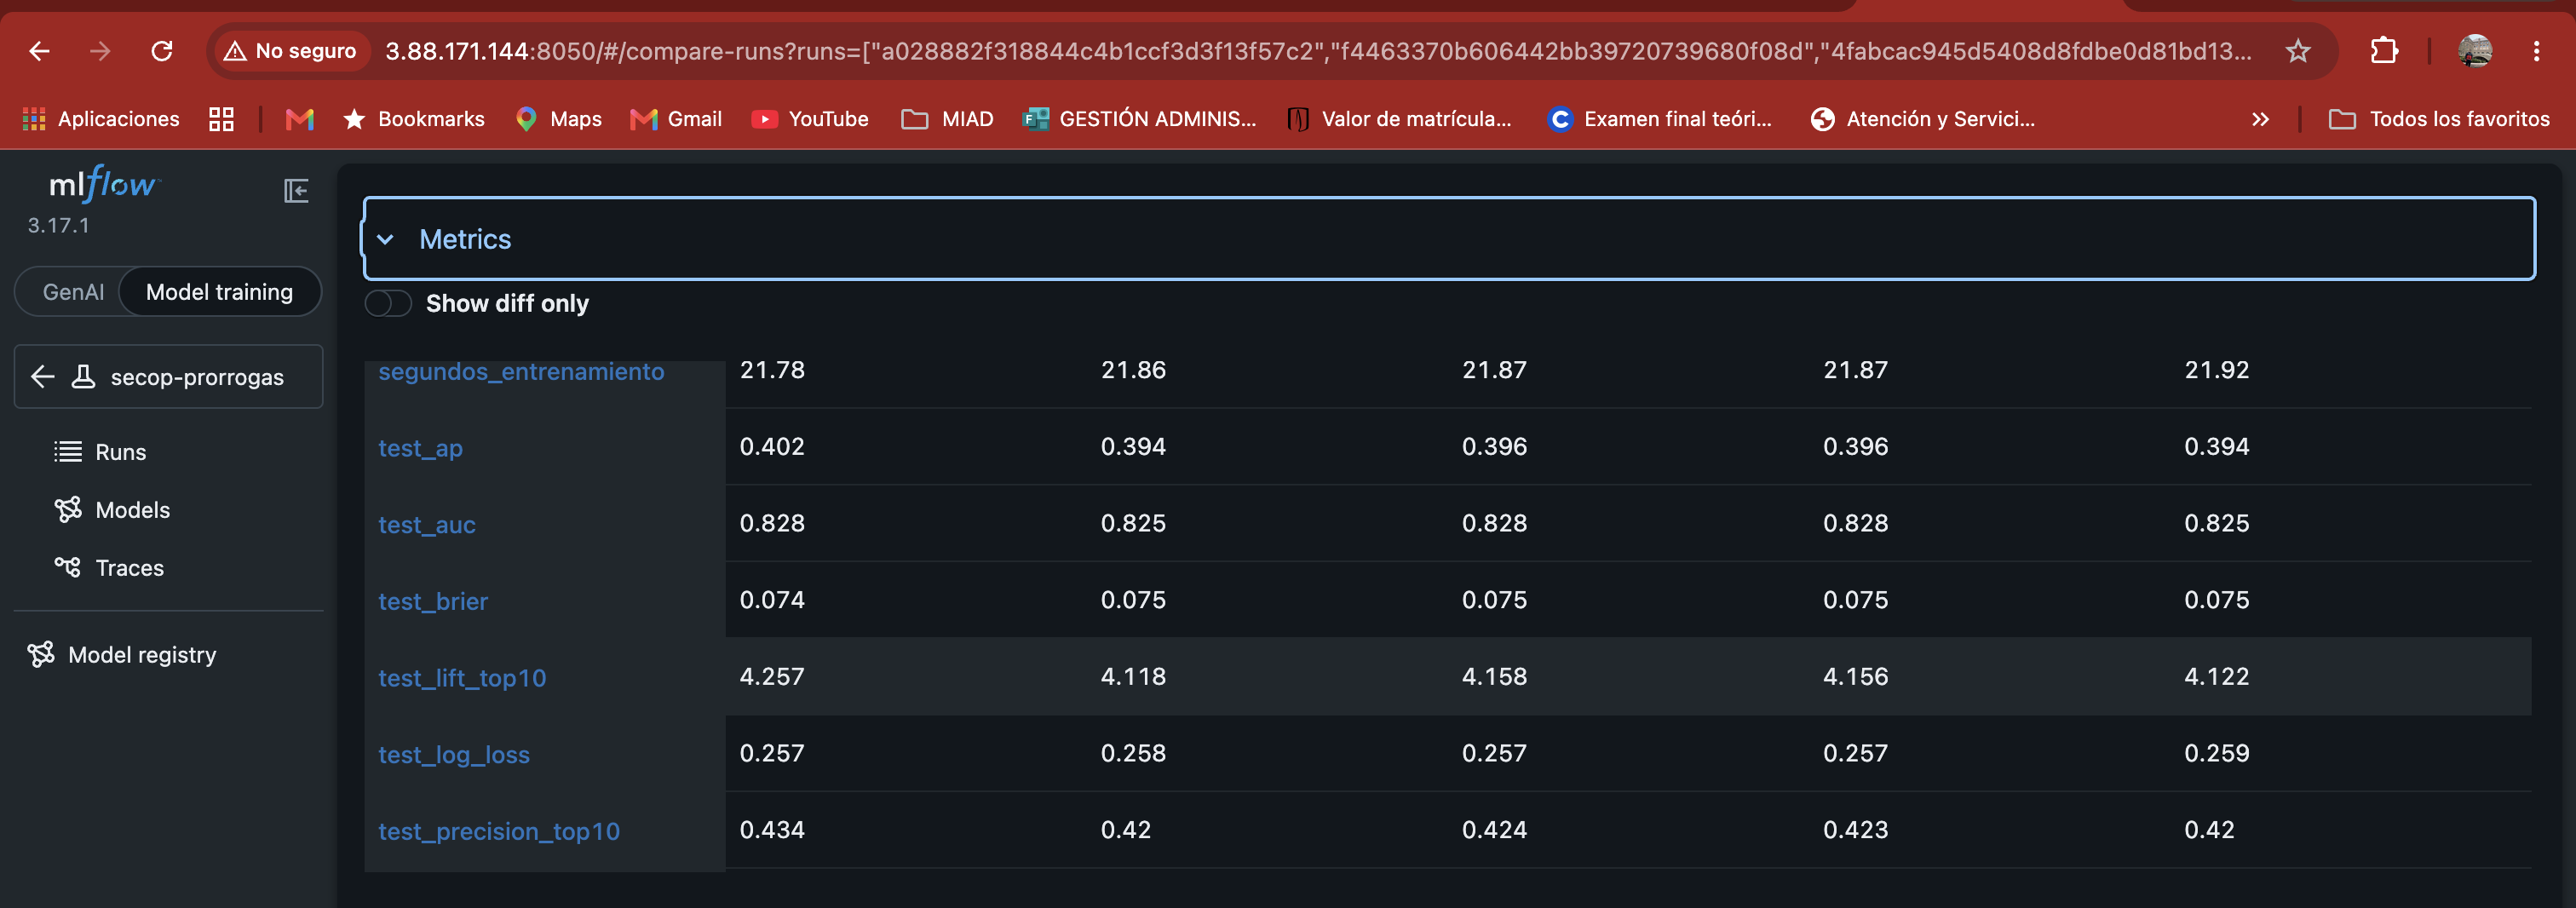 No seguro 3.88.171.144:8050/#/compare-runs?runs=["a028882f318844c4b1ccf3d3f13f57c2","f4463370b606442bb39720739680f08d","4fabcac945d5408d8fdbe0d81bd13...
Aplicaciones Bookmarks Maps Gmail YouTube MIAD GESTIÓN ADMINIS... Valor de matrícula... Examen final teóri... Atención y Servici... » Todos los favoritos
mlflow
3.17.1
GenAI Model training
secop-prorrogas
Runs
Models
Traces
Model registry
Metrics
Show diff only
segundos_entrenamiento 21.78 21.86 21.87 21.87 21.92
test_ap 0.402 0.394 0.396 0.396 0.394
test_auc 0.828 0.825 0.828 0.828 0.825
test_brier 0.074 0.075 0.075 0.075 0.075
test_lift_top10 4.257 4.118 4.158 4.156 4.122
test_log_loss 0.257 0.258 0.257 0.257 0.259
test_precision_top10 0.434 0.42 0.424 0.423 0.42